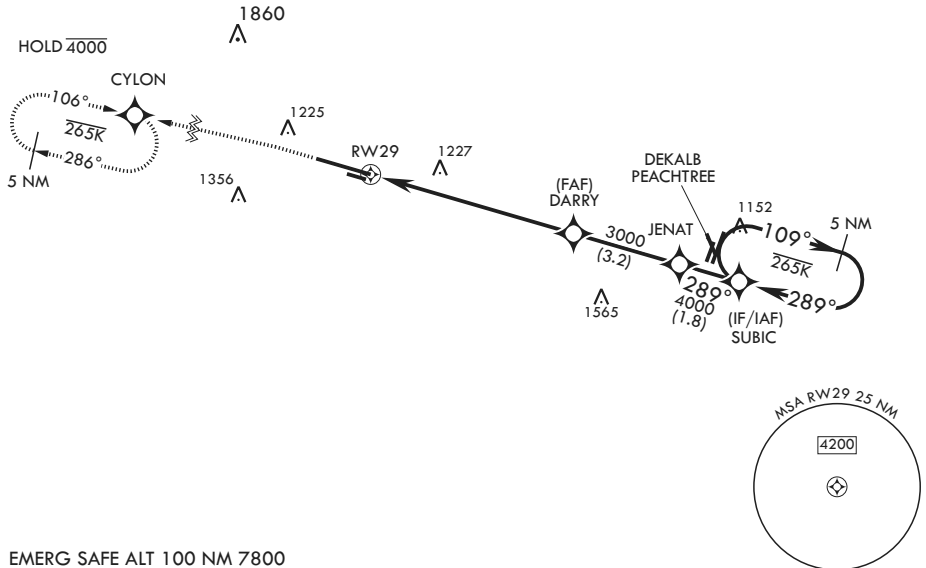 1860
HOLD 4000
CYLON
106°
265K
286°
5 NM
1225
1356
RW29
1227
(FAF)
DARRY
DEKALB
PEACHTREE
3000
(3.2)
JENAT
1152
5 NM
109°
265K
289°
289°
4000
(1.8)
1565
(IF/IAF)
SUBIC
MSA RW29 25 NM
4200
EMERG SAFE ALT 100 NM 7800